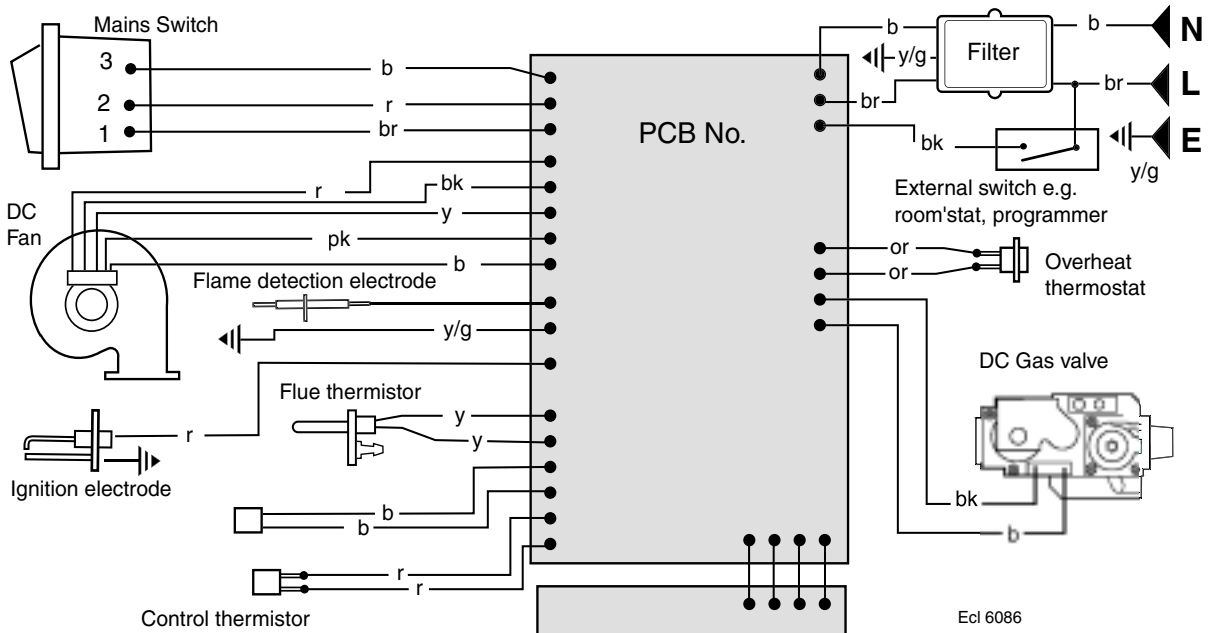 Mains Switch
3
b
2
r
1
br
b
Filter
b
N
y/g
br
br
L
bk
E
y/g
PCB No.
External switch e.g.
room'stat, programmer
DC
Fan
r
bk
y
pk
b
or
or
Overheat
thermostat
Flame detection electrode
y/g
DC Gas valve
Flue thermistor
y
y
r
Ignition electrode
b
b
bk
b
r
r
Control thermistor
Ecl 6086